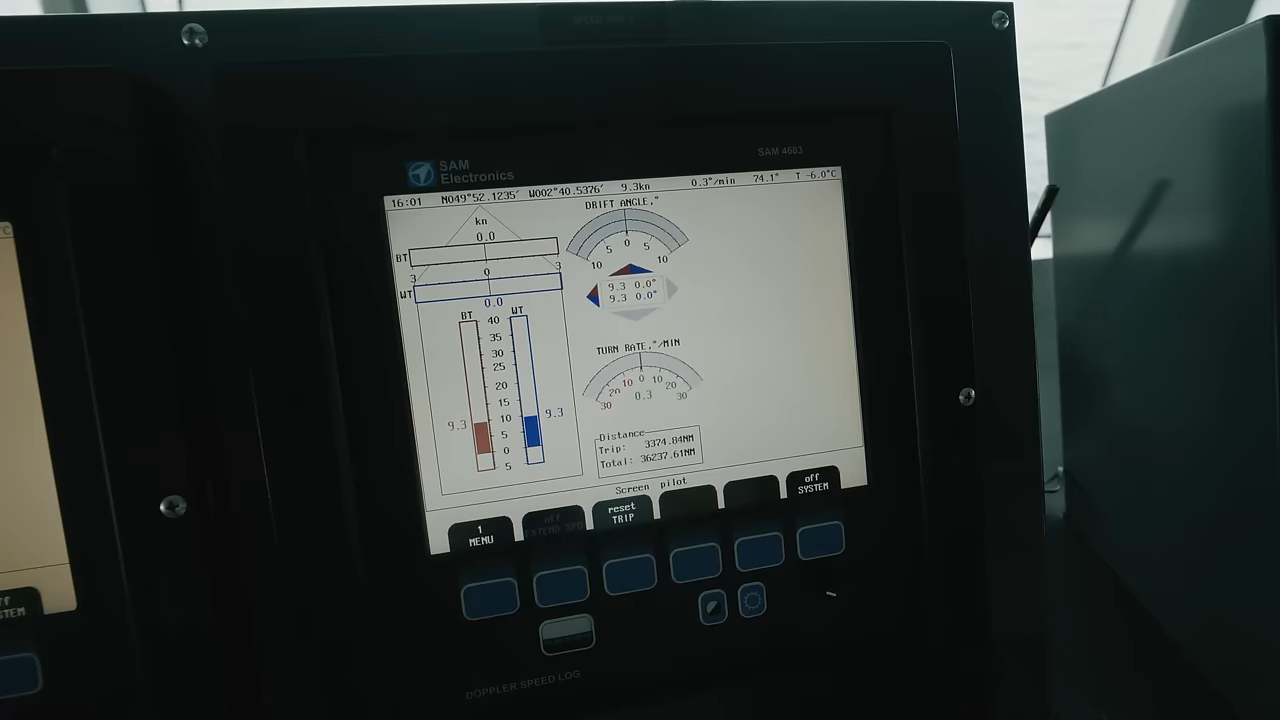 SAM
Electronics
SAM 4683
16:01 N049°52.1235′ W002°40.5376′ 9.3kn 0.3°/min 74.1° T -6.0°C
kn
0.0
BT
3 0 3
WT
0.0
BT WT
40
35
30
25
20
15
10
5
0
5
9.3
9.3
DRIFT ANGLE,°
10 5 0 5 10
9.3 0.0°
9.3 0.0°
TURN RATE,°/MIN
30 20 10 0 10 20 30
0.3
Distance
Trip: 3374.84NM
Total: 36237.61NM
Screen pilot
1
MENU
off
EXTEND SPD
reset
TRIP
off
SYSTEM
DOPPLER SPEED LOG